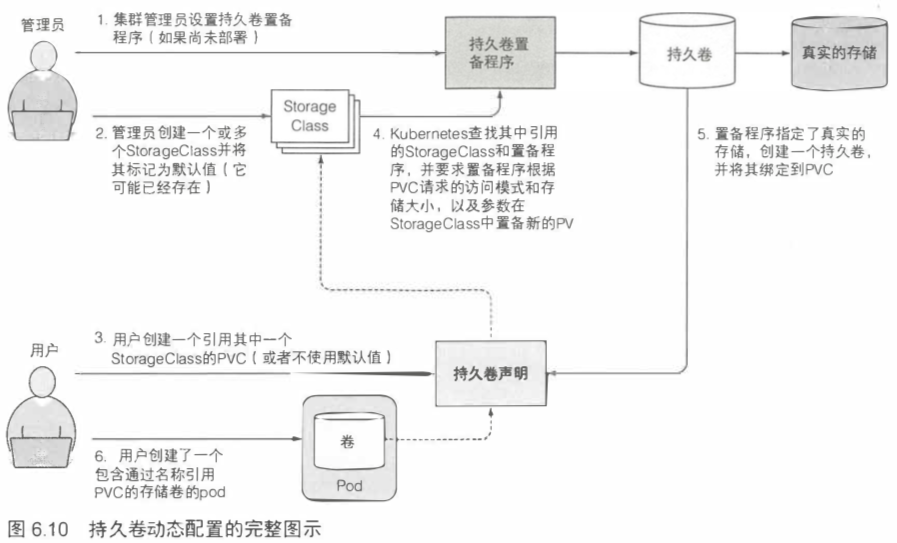 管理员
1. 集群管理员设置持久卷置备
程序（如果尚未部署）
持久卷置
备程序
持久卷
真实的存储
Storage
Class
2. 管理员创建一个或多
个StorageClass并将
其标记为默认值（它
可能已经存在）
4. Kubernetes查找其中引用
的StorageClass和置备程
序，并要求置备程序根据
PVC请求的访问模式和存
储大小，以及参数在
StorageClass中置备新的PV
5. 置备程序指定了真实的
存储，创建一个持久卷，
并将其绑定到PVC
用户
3. 用户创建一个引用其中一个
StorageClass的PVC（或者不使用默认值）
持久卷声明
卷
Pod
6. 用户创建了一个
包含通过名称引用
PVC的存储卷的pod
图 6.10 持久卷动态配置的完整图示